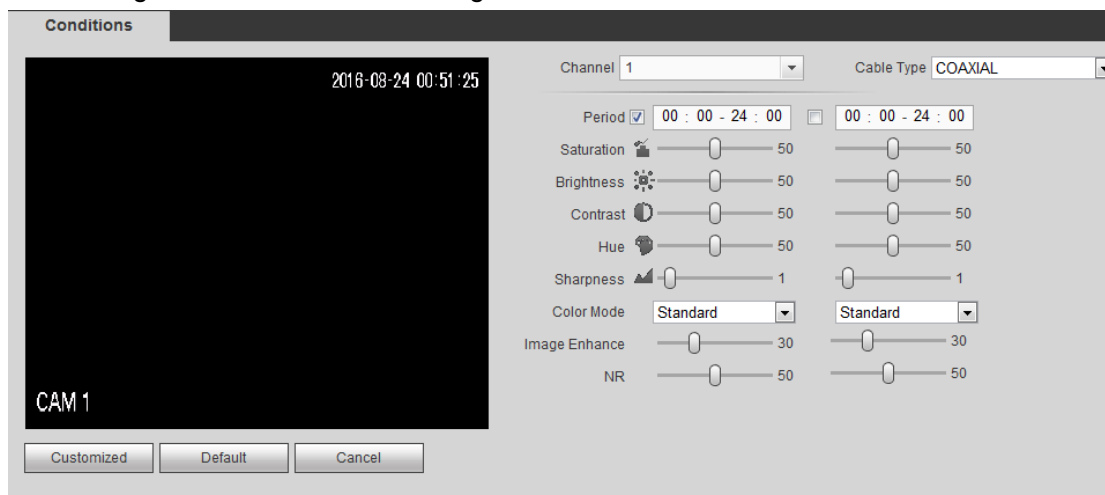 Conditions
2016-08-24 00:51:25
CAM 1
Customized Default Cancel
Channel 1 Cable Type COAXIAL
Period 00 : 00 - 24 : 00 00 : 00 - 24 : 00
Saturation 50 50
Brightness 50 50
Contrast 50 50
Hue 50 50
Sharpness 1 1
Color Mode Standard Standard
Image Enhance 30 30
NR 50 50